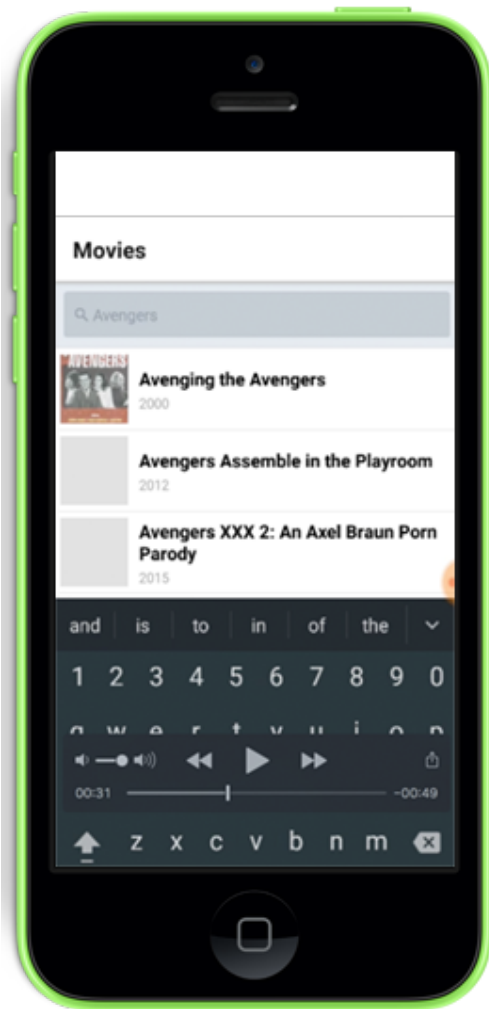 Movies
Avengers
AVENGERS
Avenging the Avengers
2000
Avengers Assemble in the Playroom
2012
Avengers XXX 2: An Axel Braun Porn
Parody
2015
and is to in of the
1 2 3 4 5 6 7 8 9 0
q w e r t y u i o p
00:31 -00:49
z x c v b n m